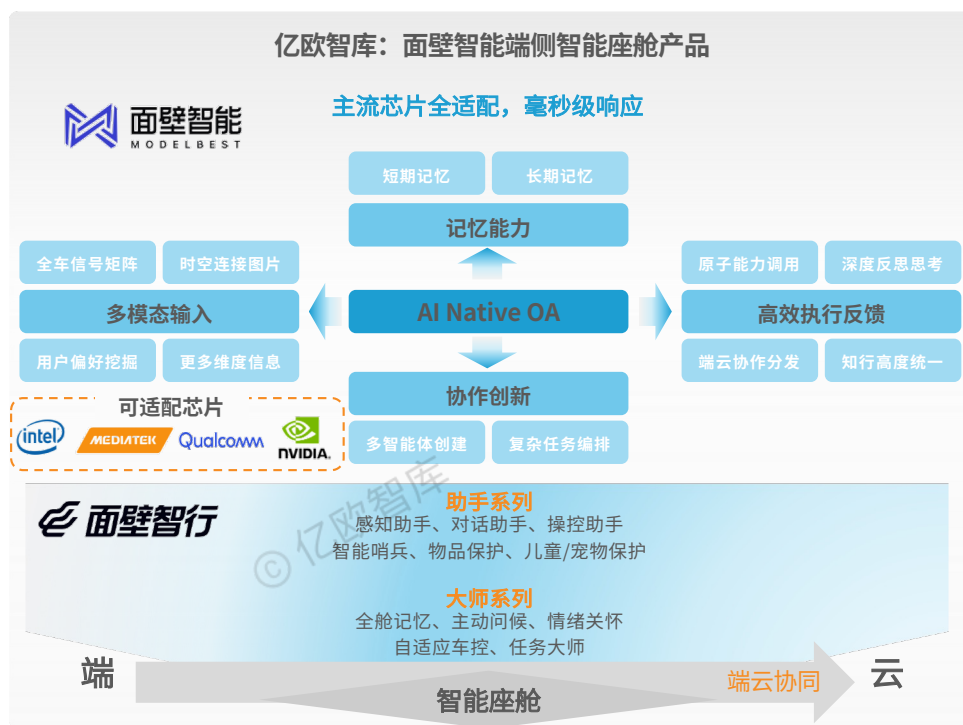 亿欧智库：面壁智能端侧智能座舱产品
面壁智能
MODELBEST
主流芯片全适配，毫秒级响应
短期记忆 长期记忆
记忆能力
全车信号矩阵 时空连接图片
原子能力调用 深度反思思考
多模态输入
AI Native OA
高效执行反馈
用户偏好挖掘 更多维度信息
端云协作分发 知行高度统一
协作创新
多智能体创建 复杂任务编排
可适配芯片
intel MEDIATEK Qualcomm NVIDIA.
© 亿欧智库
面壁智行
助手系列
感知助手、对话助手、操控助手
智能哨兵、物品保护、儿童/宠物保护
大师系列
全舱记忆、主动问候、情绪关怀
自适应车控、任务大师
端 端云协同 云
智能座舱